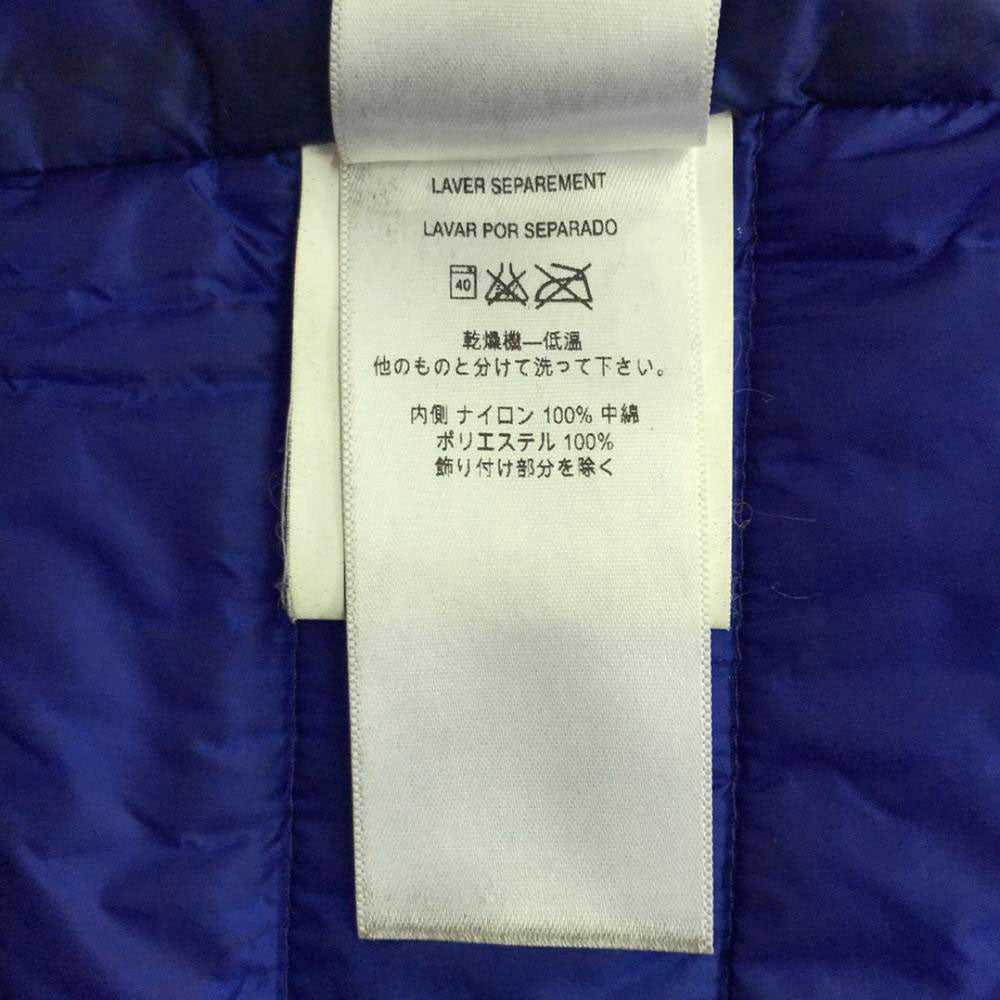 LAVER SEPAREMENT
LAVAR POR SEPARADO
40
乾燥機—低温
他のものと分けて洗って下さい。
内側 ナイロン 100% 中綿
ポリエステル 100%
飾り付け部分を除く